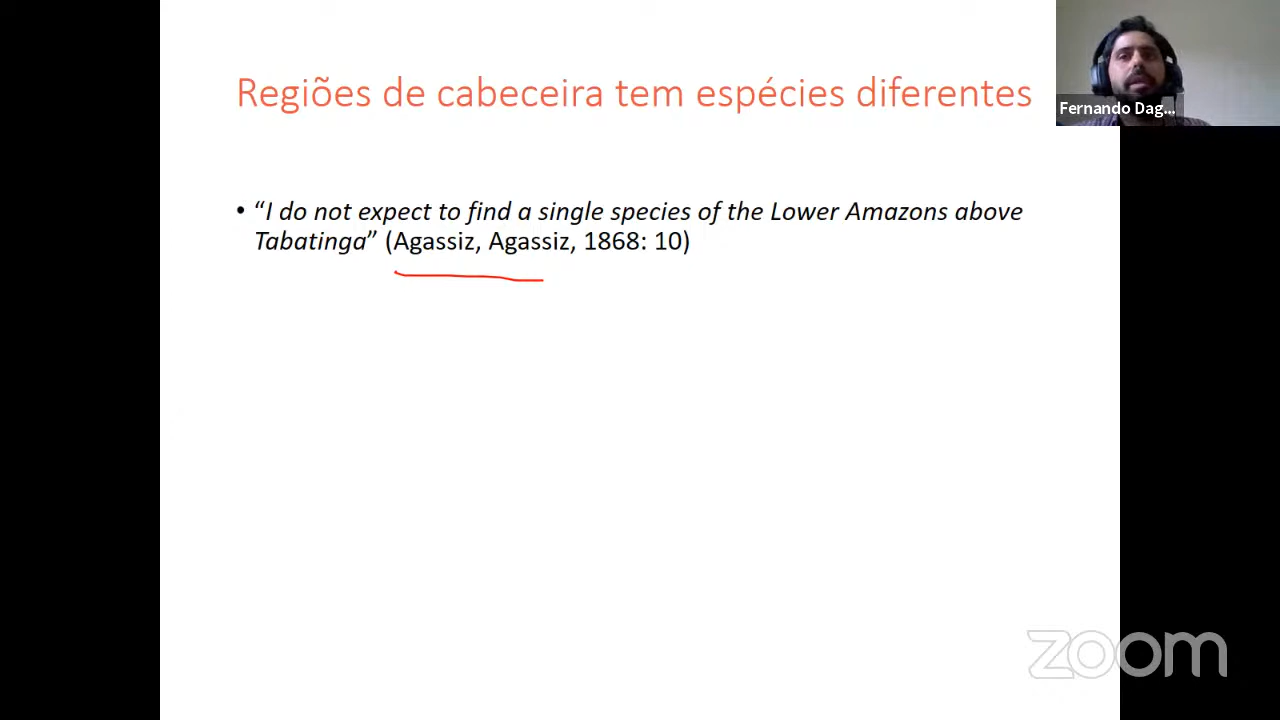 Regiões de cabeceira tem espécies diferentes
Fernando Dag...
• “I do not expect to find a single species of the Lower Amazons above
Tabatinga” (Agassiz, Agassiz, 1868: 10)
zoom